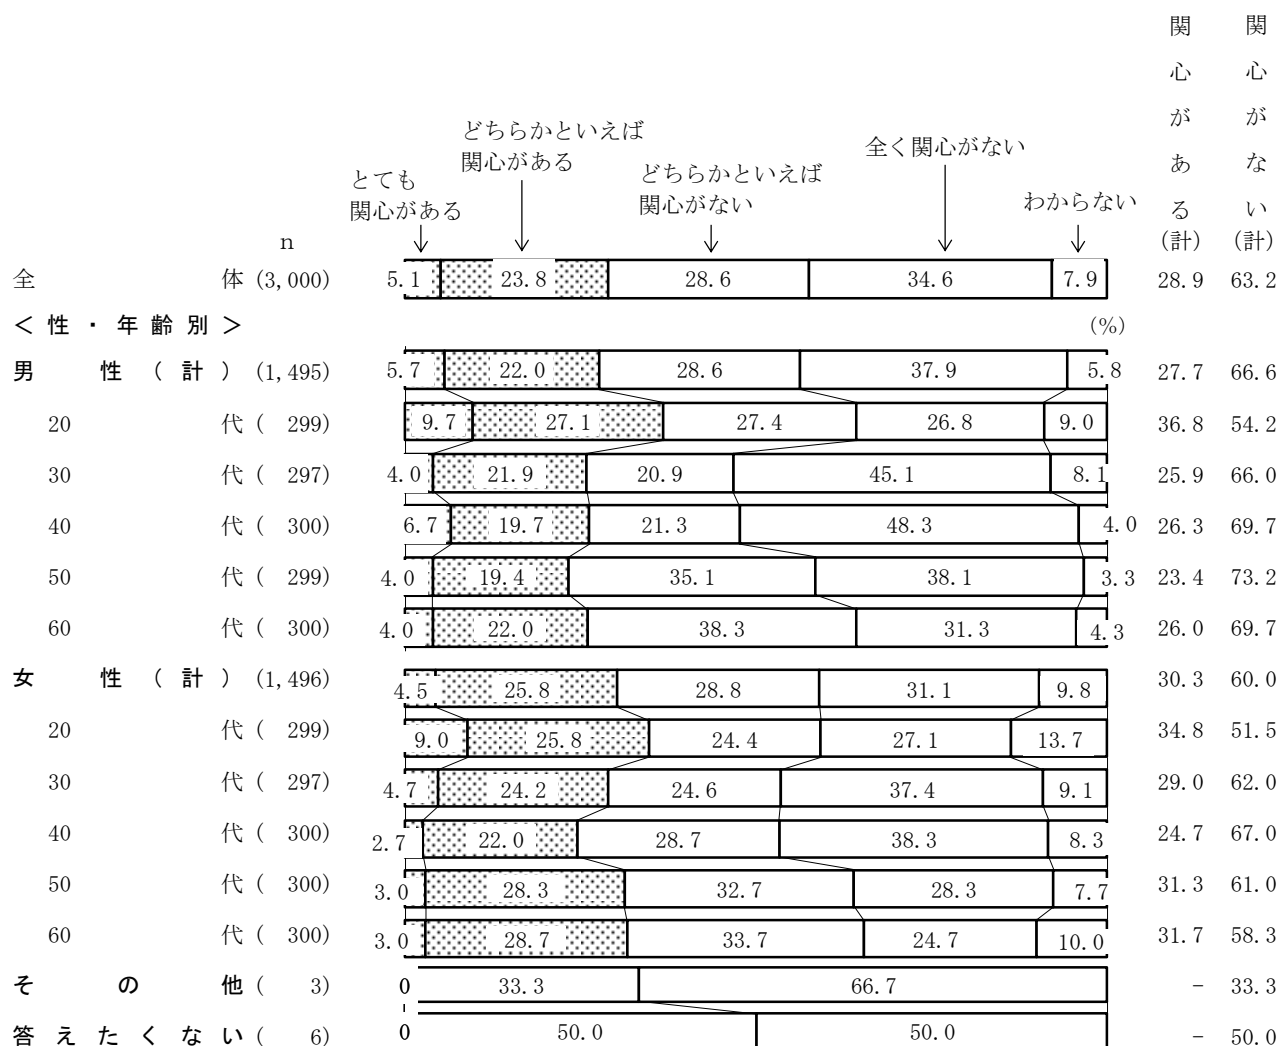 関心がある(計) 関心がない(計)
どちらかといえば
関心がある
全く関心がない
どちらかといえば
関心がない
とても
関心がある
わからない
n
全体 (3,000) 5.1 23.8 28.6 34.6 7.9 28.9 63.2
<性・年齢別> (%)
男性(計) (1,495) 5.7 22.0 28.6 37.9 5.8 27.7 66.6
20代( 299) 9.7 27.1 27.4 26.8 9.0 36.8 54.2
30代( 297) 4.0 21.9 20.9 45.1 8.1 25.9 66.0
40代( 300) 6.7 19.7 21.3 48.3 4.0 26.3 69.7
50代( 299) 4.0 19.4 35.1 38.1 3.3 23.4 73.2
60代( 300) 4.0 22.0 38.3 31.3 4.3 26.0 69.7
女性(計) (1,496) 4.5 25.8 28.8 31.1 9.8 30.3 60.0
20代( 299) 9.0 25.8 24.4 27.1 13.7 34.8 51.5
30代( 297) 4.7 24.2 24.6 37.4 9.1 29.0 62.0
40代( 300) 2.7 22.0 28.7 38.3 8.3 24.7 67.0
50代( 300) 3.0 28.3 32.7 28.3 7.7 31.3 61.0
60代( 300) 3.0 28.7 33.7 24.7 10.0 31.7 58.3
その他( 3) 0 33.3 66.7 - 33.3
答えたくない( 6) 0 50.0 50.0 - 50.0